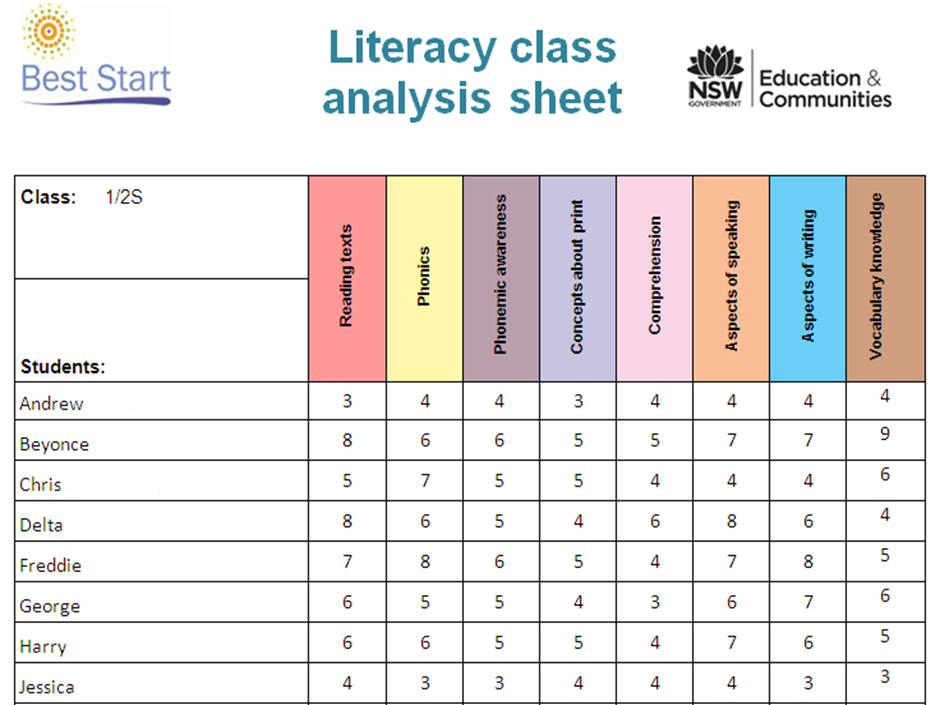 Best Start
Literacy class
analysis sheet
NSW
GOVERNMENT
Education &
Communities
Class: 1/2S
Students:
Reading texts
Phonics
Phonemic awareness
Concepts about print
Comprehension
Aspects of speaking
Aspects of writing
Vocabulary knowledge
Andrew 3 4 4 3 4 4 4 4
Beyonce 8 6 6 5 5 7 7 9
Chris 5 7 5 5 4 4 4 6
Delta 8 6 5 4 6 8 6 4
Freddie 7 8 6 5 4 7 8 5
George 6 5 5 4 3 6 7 6
Harry 6 6 5 5 4 7 6 5
Jessica 4 3 3 4 4 4 3 3